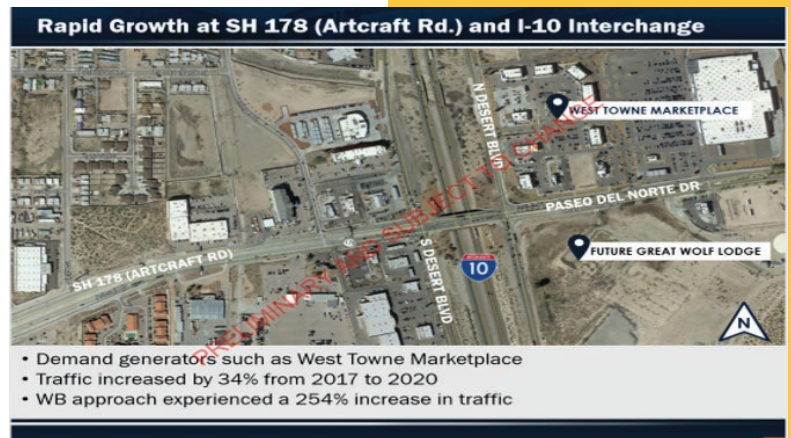 Rapid Growth at SH 178 (Artcraft Rd.) and I-10 Interchange
N DESERT BLVD
WEST TOWNE MARKETPLACE
PASEO DEL NORTE DR
PRELIMINARY AND SUBJECT TO CHANGE
SH 178 (ARTCRAFT RD)
S DESERT BLVD
INTERSTATE
10
FUTURE GREAT WOLF LODGE
N
• Demand generators such as West Towne Marketplace
• Traffic increased by 34% from 2017 to 2020
• WB approach experienced a 254% increase in traffic